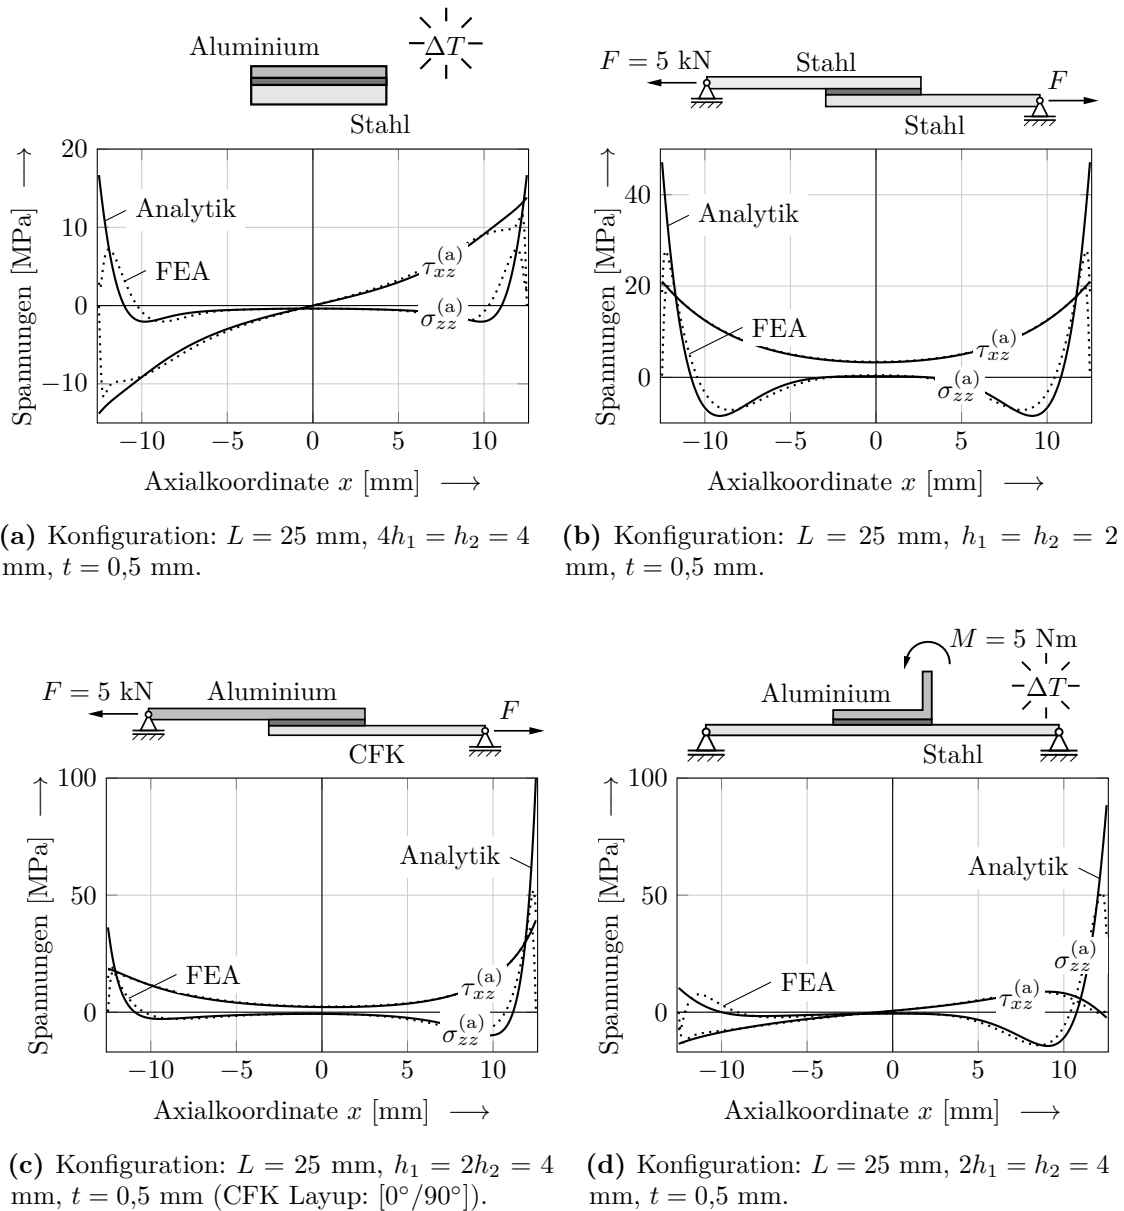 Aluminium
ΔT
Stahl
Spannungen [MPa]
20
10
0
−10
Analytik
FEA
τ_xz^(a)
σ_zz^(a)
−10 −5 0 5 10
Axialkoordinate x [mm]
(a) Konfiguration: L = 25 mm, 4h₁ = h₂ = 4
mm, t = 0,5 mm.
F = 5 kN
Stahl
F
Stahl
Spannungen [MPa]
40
20
0
Analytik
FEA
τ_xz^(a)
σ_zz^(a)
−10 −5 0 5 10
Axialkoordinate x [mm]
(b) Konfiguration: L = 25 mm, h₁ = h₂ = 2
mm, t = 0,5 mm.
F = 5 kN
Aluminium
F
CFK
Spannungen [MPa]
100
50
0
Analytik
FEA
τ_xz^(a)
σ_zz^(a)
−10 −5 0 5 10
Axialkoordinate x [mm]
(c) Konfiguration: L = 25 mm, h₁ = 2h₂ = 4
mm, t = 0,5 mm (CFK Layup: [0°/90°]).
M = 5 Nm
Aluminium
ΔT
Stahl
Spannungen [MPa]
100
50
0
Analytik
σ_zz^(a)
FEA
τ_xz^(a)
−10 −5 0 5 10
Axialkoordinate x [mm]
(d) Konfiguration: L = 25 mm, 2h₁ = h₂ = 4
mm, t = 0,5 mm.